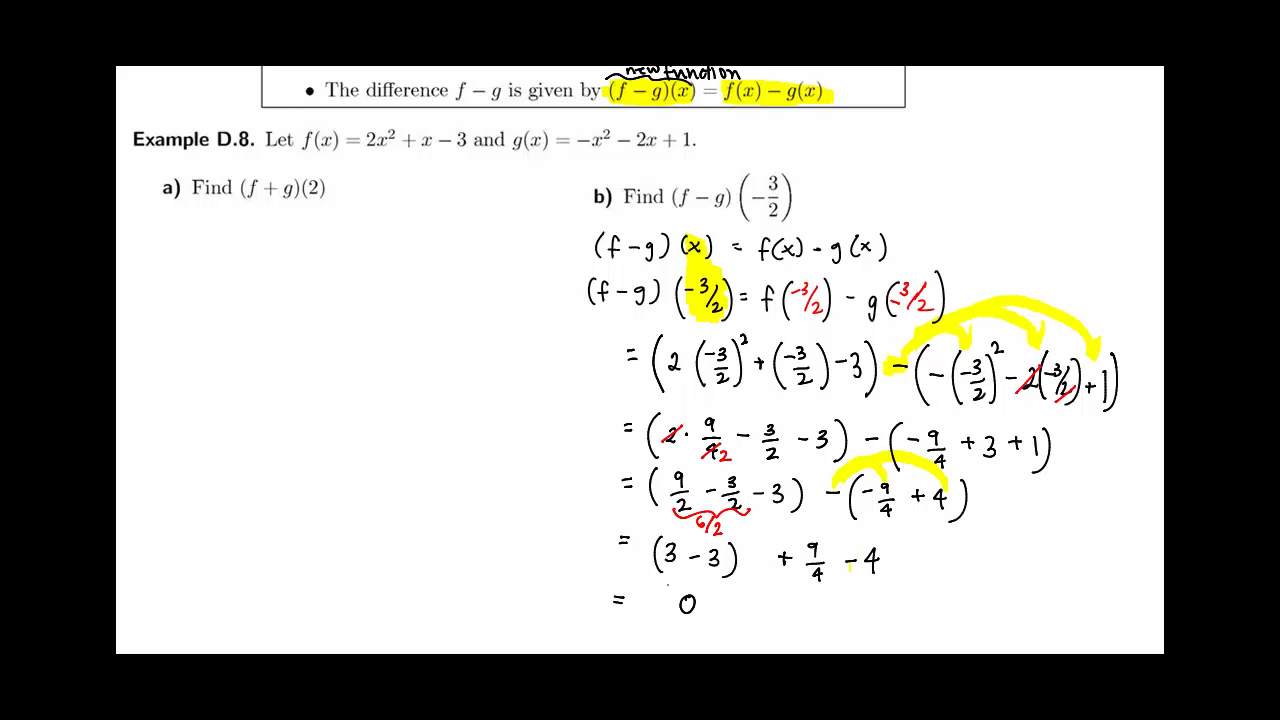 new function
• The difference f − g is given by (f − g)(x) = f(x) − g(x)
Example D.8. Let f(x) = 2x² + x − 3 and g(x) = −x² − 2x + 1.
a) Find (f + g)(2)
b) Find (f − g)(−3/2)
(f − g)(x) = f(x) − g(x)
(f − g)(−3/2) = f(−3/2) − g(−3/2)
= (2(−3/2)² + (−3/2) − 3) − (−(−3/2)² − 2(−3/2) + 1)
= (2 · 9/4 2 − 3/2 − 3) − (−9/4 + 3 + 1)
= (9/2 − 3/2 − 3) − (−9/4 + 4)
6/2
= (3 − 3) + 9/4 − 4
= 0